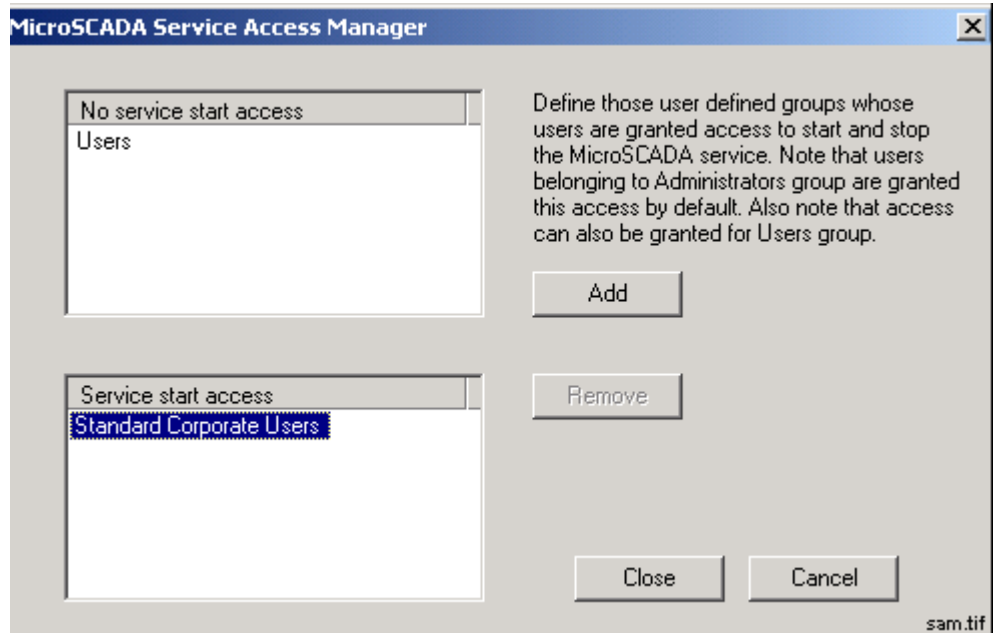 MicroSCADA Service Access Manager
No service start access
Users
Define those user defined groups whose
users are granted access to start and stop
the MicroSCADA service. Note that users
belonging to Administrators group are granted
this access by default. Also note that access
can also be granted for Users group.
Add
Service start access
Standard Corporate Users
Remove
Close
Cancel
sam.tif